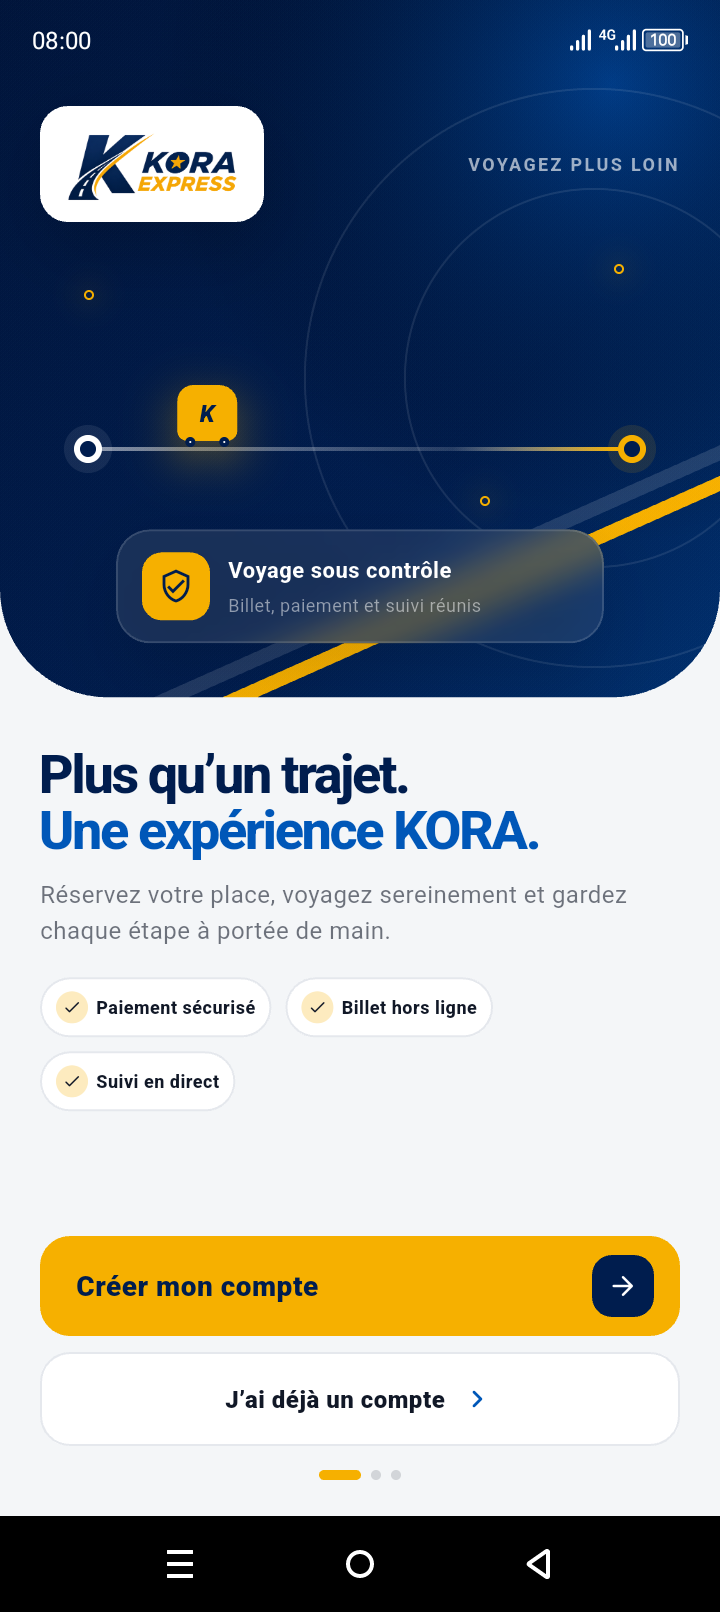 08:00
4G
100
K KORA
EXPRESS
VOYAGEZ PLUS LOIN
K
Voyage sous contrôle
Billet, paiement et suivi réunis
Plus qu’un trajet.
Une expérience KORA.
Réservez votre place, voyagez sereinement et gardez
chaque étape à portée de main.
Paiement sécurisé
Billet hors ligne
Suivi en direct
Créer mon compte
J’ai déjà un compte